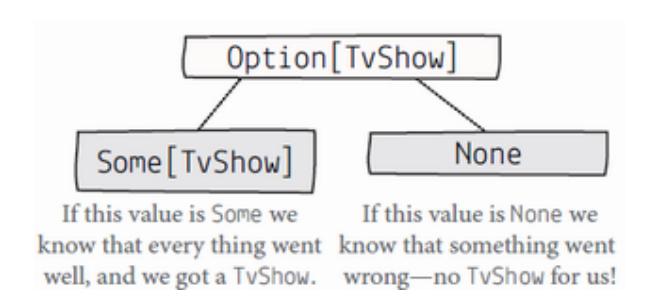 Option[TvShow]
Some[TvShow]
None
If this value is Some we
know that every thing went
well, and we got a TvShow.
If this value is None we
know that something went
wrong—no TvShow for us!